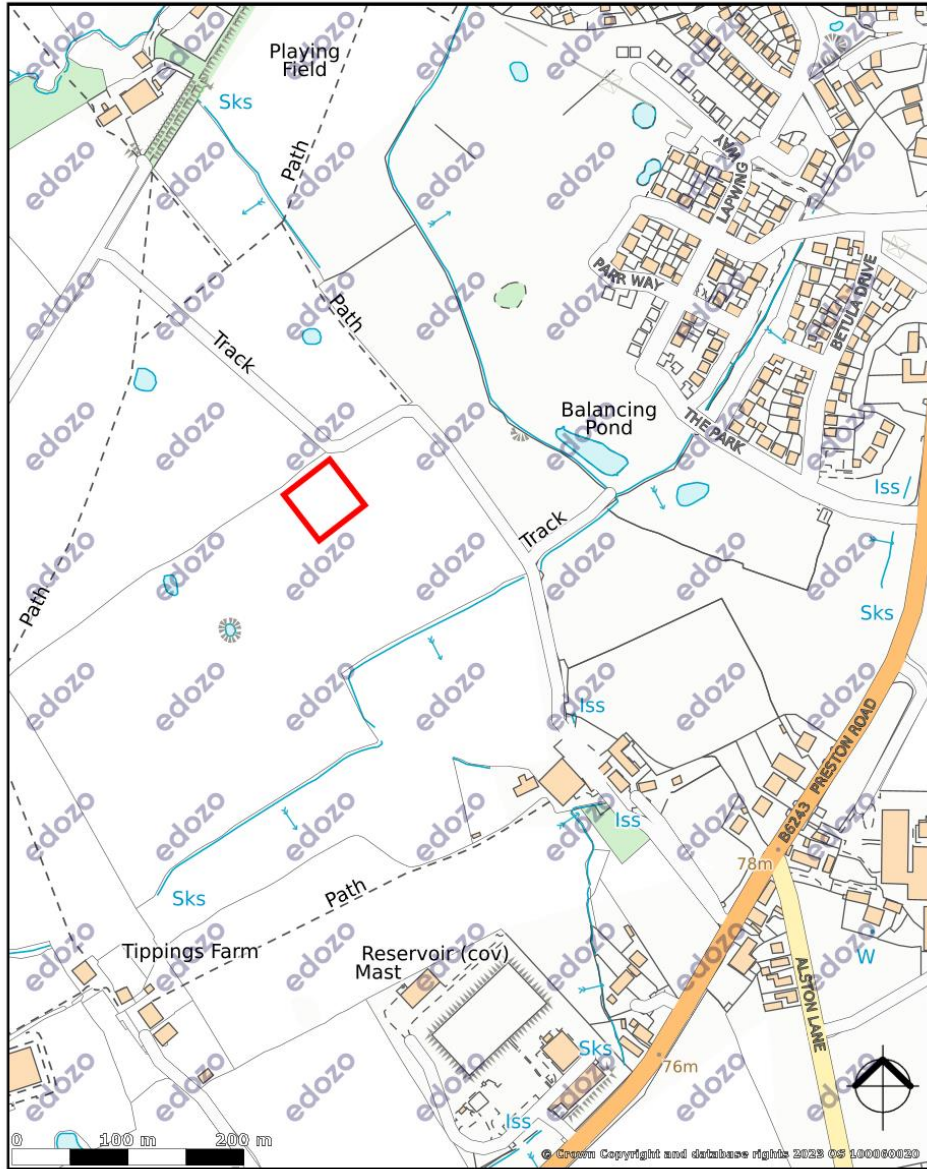 Playing
Field
Sks
Path
LAPWING
WAY
PARR WAY
BETULA DRIVE
Path
Track
Balancing
Pond
THE PARK
Iss
Track
Path
Sks
Iss
B6243 PRESTON ROAD
Iss
78m
Sks
Path
Tippings Farm
Reservoir (cov)
Mast
W
ALSTON LANE
Sks
76m
Iss
0 100 m 200 m
© Crown Copyright and database rights 2023 OS 100060020
edozo